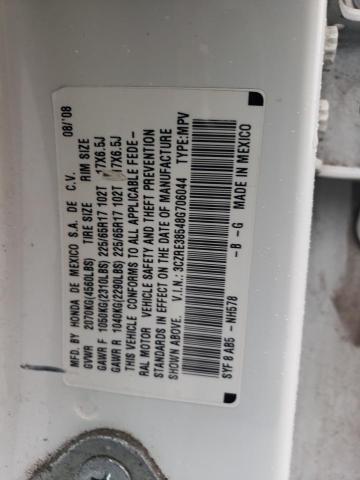 MFD. BY HONDA DE MEXICO S.A. DE C.V. 08/'08
GVWR 2070KG(4560LBS) TIRE SIZE RIM SIZE
GAWR F 1050KG(2310LBS) 225/65R17 102T 17X6.5J
GAWR R 1040KG(2290LBS) 225/65R17 102T 17X6.5J
THIS VEHICLE CONFORMS TO ALL APPLICABLE FEDE-
RAL MOTOR VEHICLE SAFETY AND THEFT PREVENTION
STANDARDS IN EFFECT ON THE DATE OF MANUFACTURE
SHOWN ABOVE. V.I.N.:3CZRE38548G706044 TYPE:MPV
SYF 8 AB5 -NH578 -B -G MADE IN MEXICO